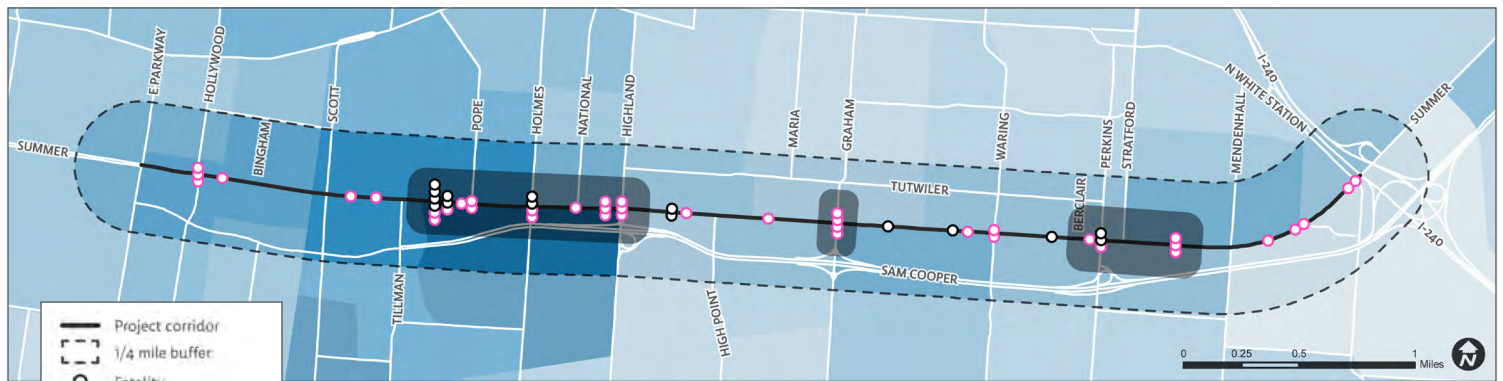 E PARKWAY
HOLLYWOOD
BINGHAM
SCOTT
POPE
HOLMES
NATIONAL
HIGHLAND
MARIA
GRAHAM
WARING
PERKINS
STRATFORD
MENDENHALL
I-240
N WHITE STATION
SUMMER
SUMMER
TUTWILER
BERCLAIR
SAM COOPER
I-240
TILLMAN
HIGH POINT
Project corridor
1/4 mile buffer
Fatality
0 0.25 0.5 1
Miles
N